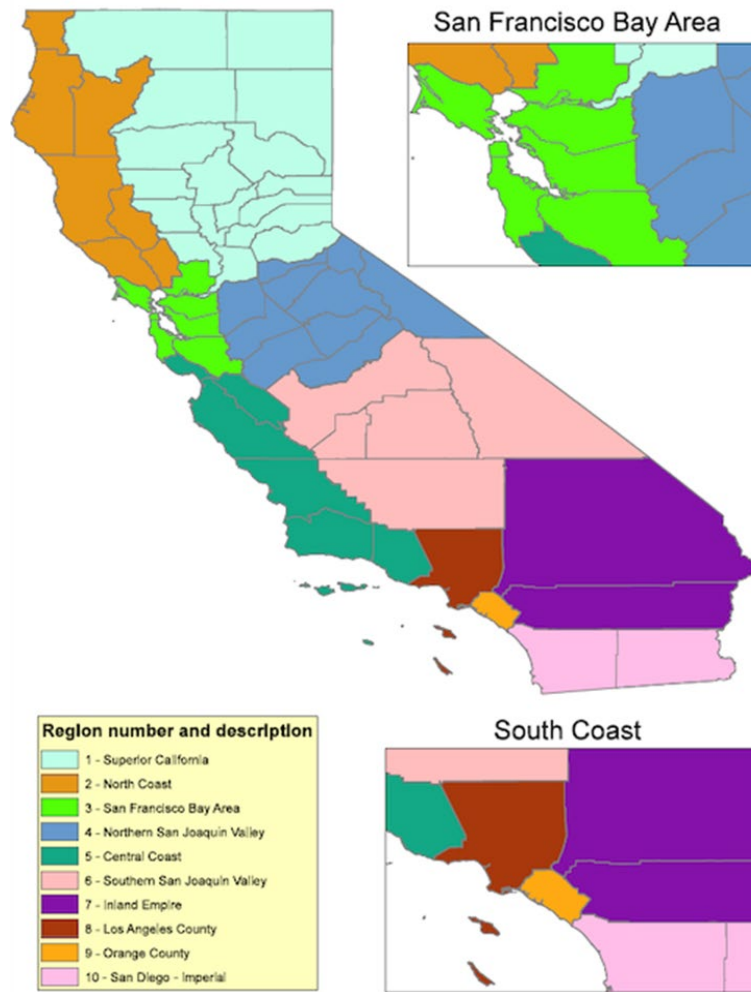 San Francisco Bay Area
Region number and description
1 - Superior California
2 - North Coast
3 - San Francisco Bay Area
4 - Northern San Joaquin Valley
5 - Central Coast
6 - Southern San Joaquin Valley
7 - Inland Empire
8 - Los Angeles County
9 - Orange County
10 - San Diego - Imperial
South Coast